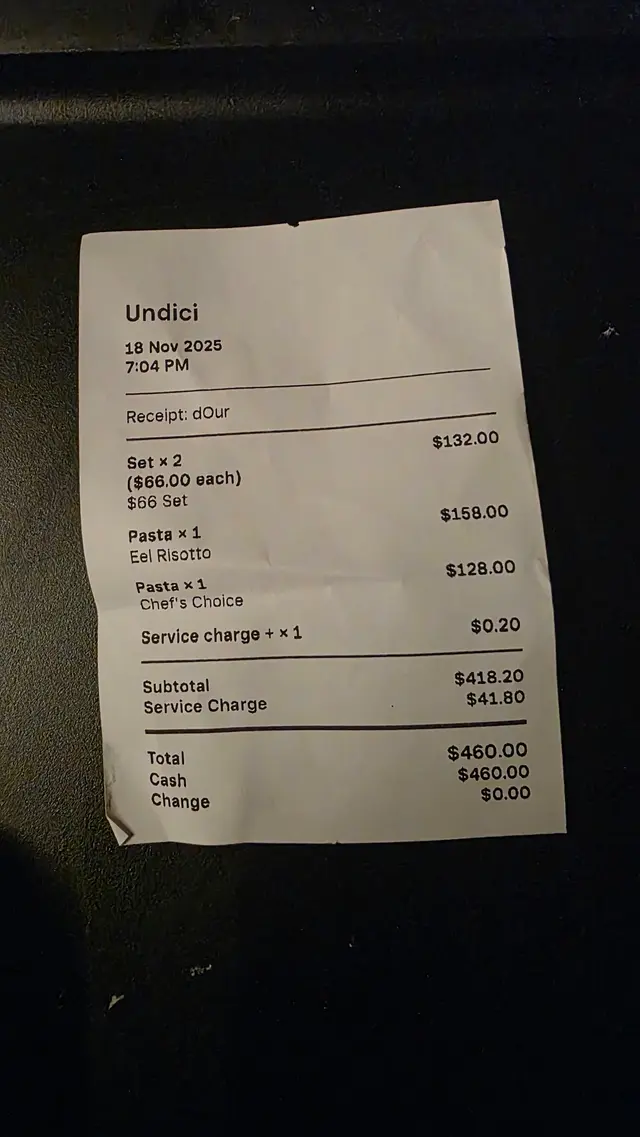 Undici
18 Nov 2025
7:04 PM
Receipt: dOur
Set × 2 $132.00
($66.00 each)
$66 Set
Pasta × 1 $158.00
Eel Risotto
Pasta × 1 $128.00
Chef's Choice
Service charge + × 1 $0.20
Subtotal $418.20
Service Charge $41.80
Total $460.00
Cash $460.00
Change $0.00